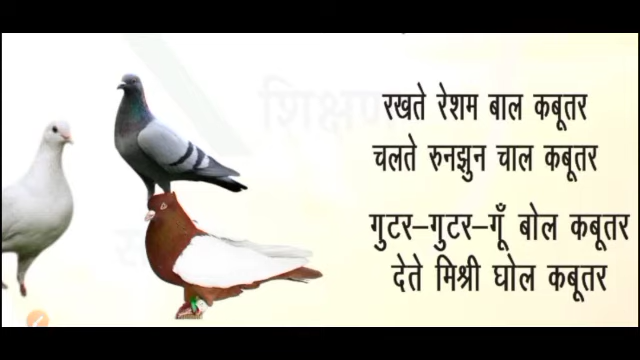 रखते रेशम बाल कबूतर
चलते रुनझुन चाल कबूतर
गुटर-गुटर-गूँ बोल कबूतर
देते मिश्री घोल कबूतर